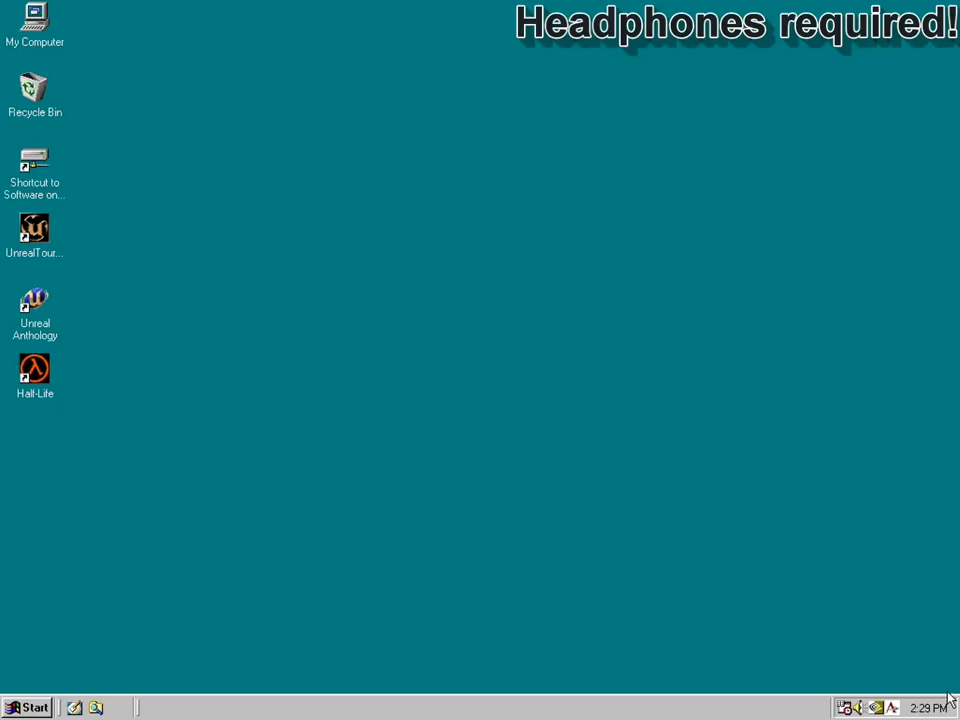 Headphones required!
My Computer
Recycle Bin
Shortcut to
Software on...
UnrealTour...
Unreal
Anthology
Half-Life
Start
2:29 PM